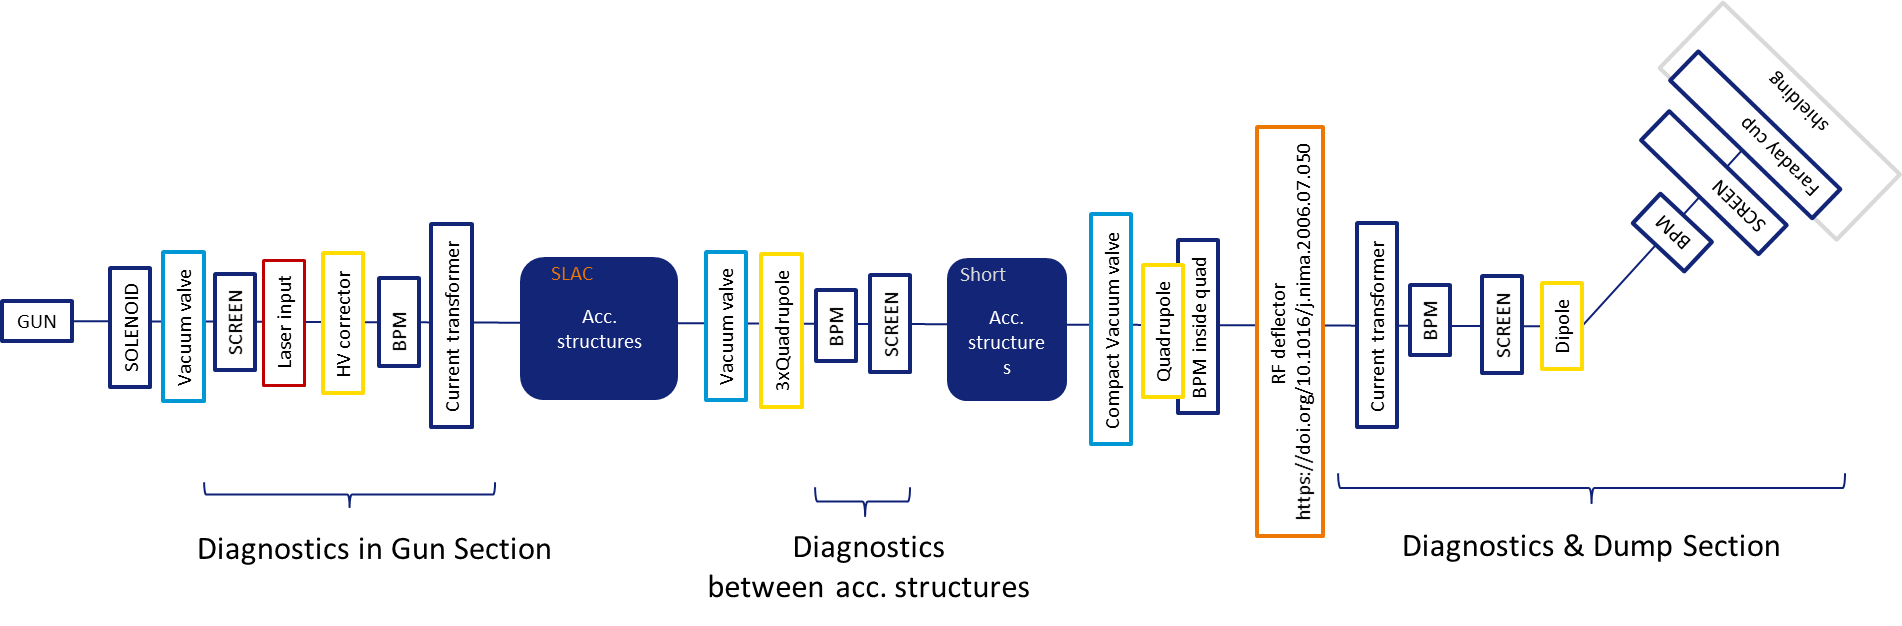 GUN
SOLENOID
Vacuum valve
SCREEN
Laser input
HV corrector
BPM
Current transformer
SLAC
Acc.
structures
Vacuum valve
3xQuadrupole
BPM
SCREEN
Short
Acc.
structure
s
Compact Vacuum valve
Quadrupole
BPM inside quad
RF deflector
https://doi.org/10.1016/j.nima.2006.07.050
Current transformer
BPM
SCREEN
Dipole
BPM
SCREEN
Faraday cup
shielding
Diagnostics in Gun Section
Diagnostics
between acc. structures
Diagnostics & Dump Section